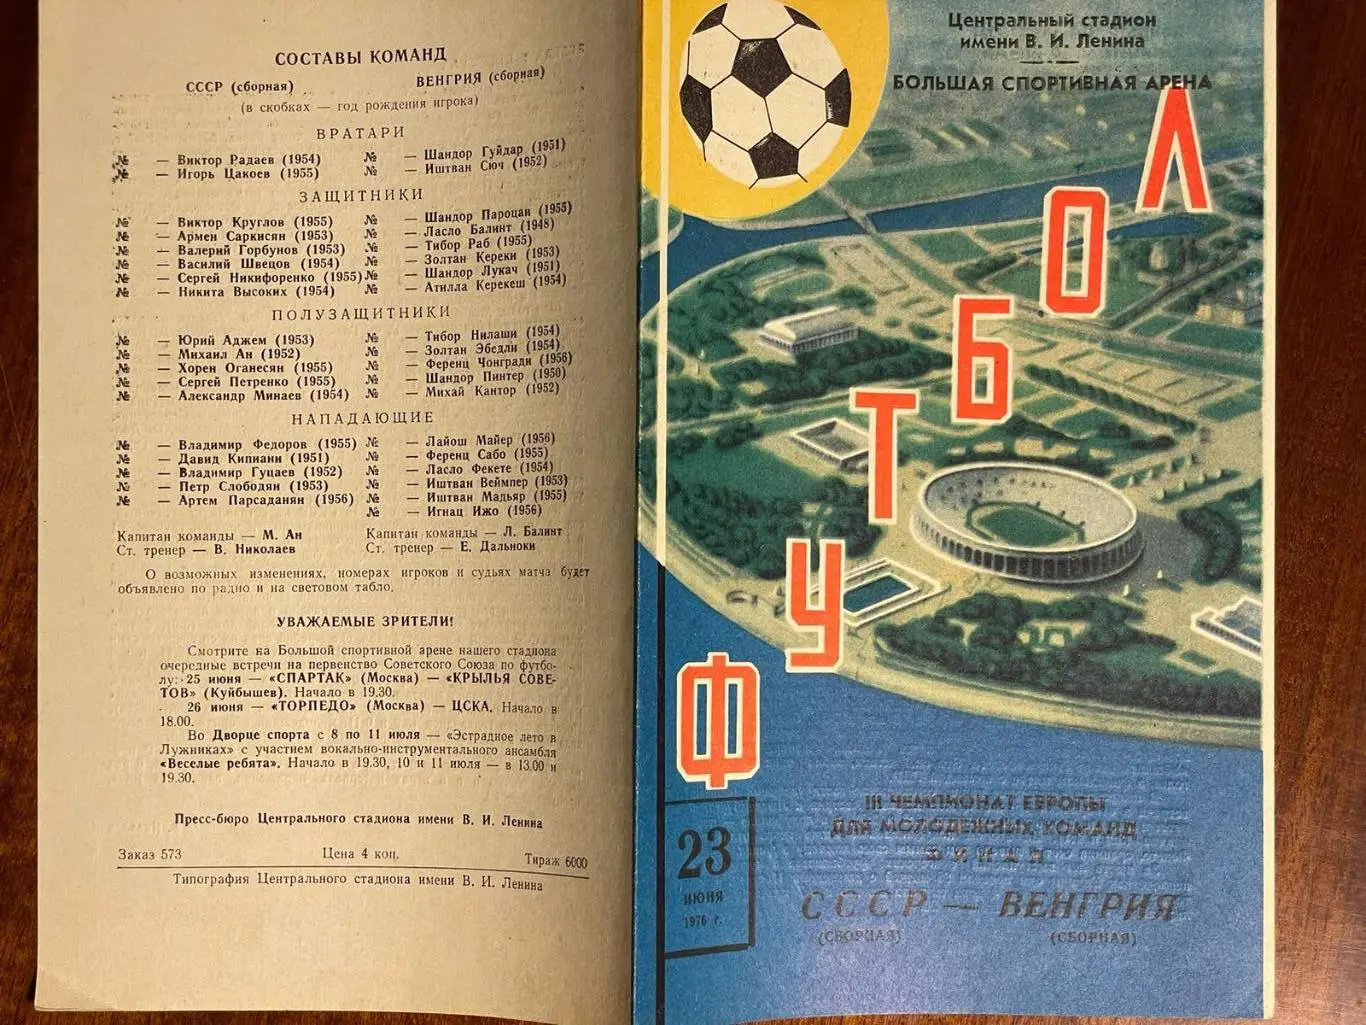 СОСТАВЫ КОМАНД
СССР (сборная) ВЕНГРИЯ (сборная)
(в скобках — год рождения игрока)
ВРАТАРИ
№ — Виктор Радаев (1954) № — Шандор Гуйдар (1951)
№ — Игорь Цакоев (1955) № — Иштван Сюч (1952)
ЗАЩИТНИКИ
№ — Виктор Круглов (1955) № — Шандор Пароцаи (1955)
№ — Армен Саркисян (1953) № — Ласло Балинт (1948)
№ — Валерий Горбунов (1953) № — Тибор Раб (1955)
№ — Василий Швецов (1954) № — Золтан Кереки (1953)
№ — Сергей Никифоренко (1955) № — Шандор Лукач (1951)
№ — Никита Высоких (1954) № — Атилла Керекеш (1954)
ПОЛУЗАЩИТНИКИ
№ — Юрий Аджем (1953) № — Тибор Нилаши (1954)
№ — Михаил Ан (1952) № — Золтан Эбедли (1954)
№ — Хорен Оганесян (1955) № — Ференц Чонгради (1956)
№ — Сергей Петренко (1955) № — Шандор Пинтер (1950)
№ — Александр Минаев (1954) № — Михай Кантор (1952)
НАПАДАЮЩИЕ
№ — Владимир Федоров (1955) № — Лайош Майер (1956)
№ — Давид Кипиани (1951) № — Ференц Сабо (1955)
№ — Владимир Гуцаев (1952) № — Ласло Фекете (1954)
№ — Петр Слободян (1953) № — Иштван Веймпер (1953)
№ — Артем Парсаданян (1956) № — Иштван Мадьяр (1955)
№ — Игнац Ижо (1956)
Капитан команды — М. Ан Капитан команды — Л. Балинт
Ст. тренер — В. Николаев Ст. тренер — Е. Дальноки
О возможных изменениях, номерах игроков и судьях матча будет
объявлено по радио и на световом табло.
УВАЖАЕМЫЕ ЗРИТЕЛИ!
Смотрите на Большой спортивной арене нашего стадиона
очередные встречи на первенство Советского Союза по футбо-
лу: 25 июня — «СПАРТАК» (Москва) — «КРЫЛЬЯ СОВЕ-
ТОВ» (Куйбышев). Начало в 19.30.
26 июня — «ТОРПЕДО» (Москва) — ЦСКА. Начало в
18.00.
Во Дворце спорта с 8 по 11 июля — «Эстрадное лето в
Лужниках» с участием вокально-инструментального ансамбля
«Веселые ребята». Начало в 19.30, 10 и 11 июля — в 13.00 и
19.30.
Пресс-бюро Центрального стадиона имени В. И. Ленина
Заказ 573 Цена 4 коп. Тираж 6000
Типография Центрального стадиона имени В. И. Ленина
Центральный стадион
имени В. И. Ленина
БОЛЬШАЯ СПОРТИВНАЯ АРЕНА
ФУТБОЛ
III ЧЕМПИОНАТ ЕВРОПЫ
ДЛЯ МОЛОДЕЖНЫХ КОМАНД
ФИНАЛ
23
ИЮНЯ
1976 г.
СССР — ВЕНГРИЯ
(СБОРНАЯ) (СБОРНАЯ)